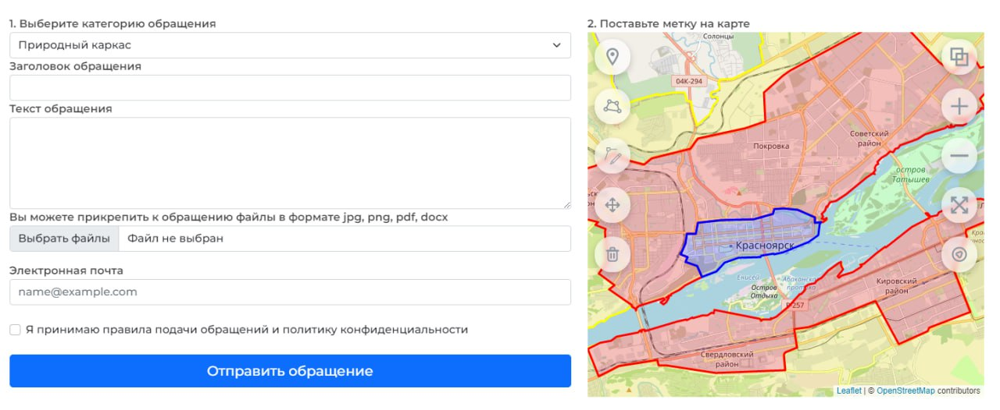 1. Выберите категорию обращения
Природный каркас
Заголовок обращения
Текст обращения
Вы можете прикрепить к обращению файлы в формате jpg, png, pdf, docx
Выбрать файлы Файл не выбран
Электронная почта
name@example.com
Я принимаю правила подачи обращений и политику конфиденциальности
Отправить обращение
2. Поставьте метку на карте
Солонцы
04К-294
Советский
район
Покровка
остров
Татышев
Красноярск
Енисей
Абаканская
протока
Остров
Отдыха
Р-257
Кировский
район
Свердловский
район
Leaflet | © OpenStreetMap contributors